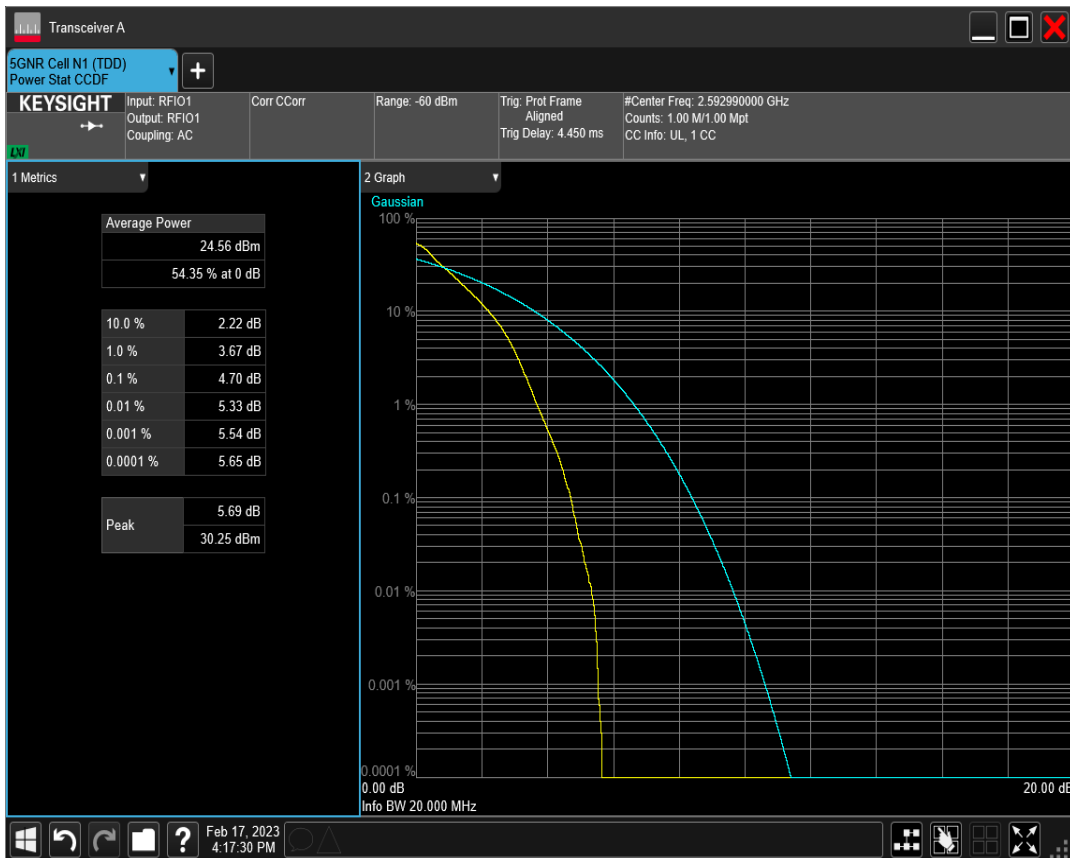 Transceiver A
5GNR Cell N1 (TDD)
Power Stat CCDF
KEYSIGHT
LXI
Input: RFIO1
Output: RFIO1
Coupling: AC
Corr CCorr
Range: -60 dBm
Trig: Prot Frame
Aligned
Trig Delay: 4.450 ms
#Center Freq: 2.592990000 GHz
Counts: 1.00 M/1.00 Mpt
CC Info: UL, 1 CC
1 Metrics
Average Power
24.56 dBm
54.35 % at 0 dB
10.0 % 2.22 dB
1.0 % 3.67 dB
0.1 % 4.70 dB
0.01 % 5.33 dB
0.001 % 5.54 dB
0.0001 % 5.65 dB
Peak 5.69 dB
30.25 dBm
2 Graph
Gaussian
100 %
10 %
1 %
0.1 %
0.01 %
0.001 %
0.0001 %
0.00 dB 20.00 dB
Info BW 20.000 MHz
? Feb 17, 2023
4:17:30 PM